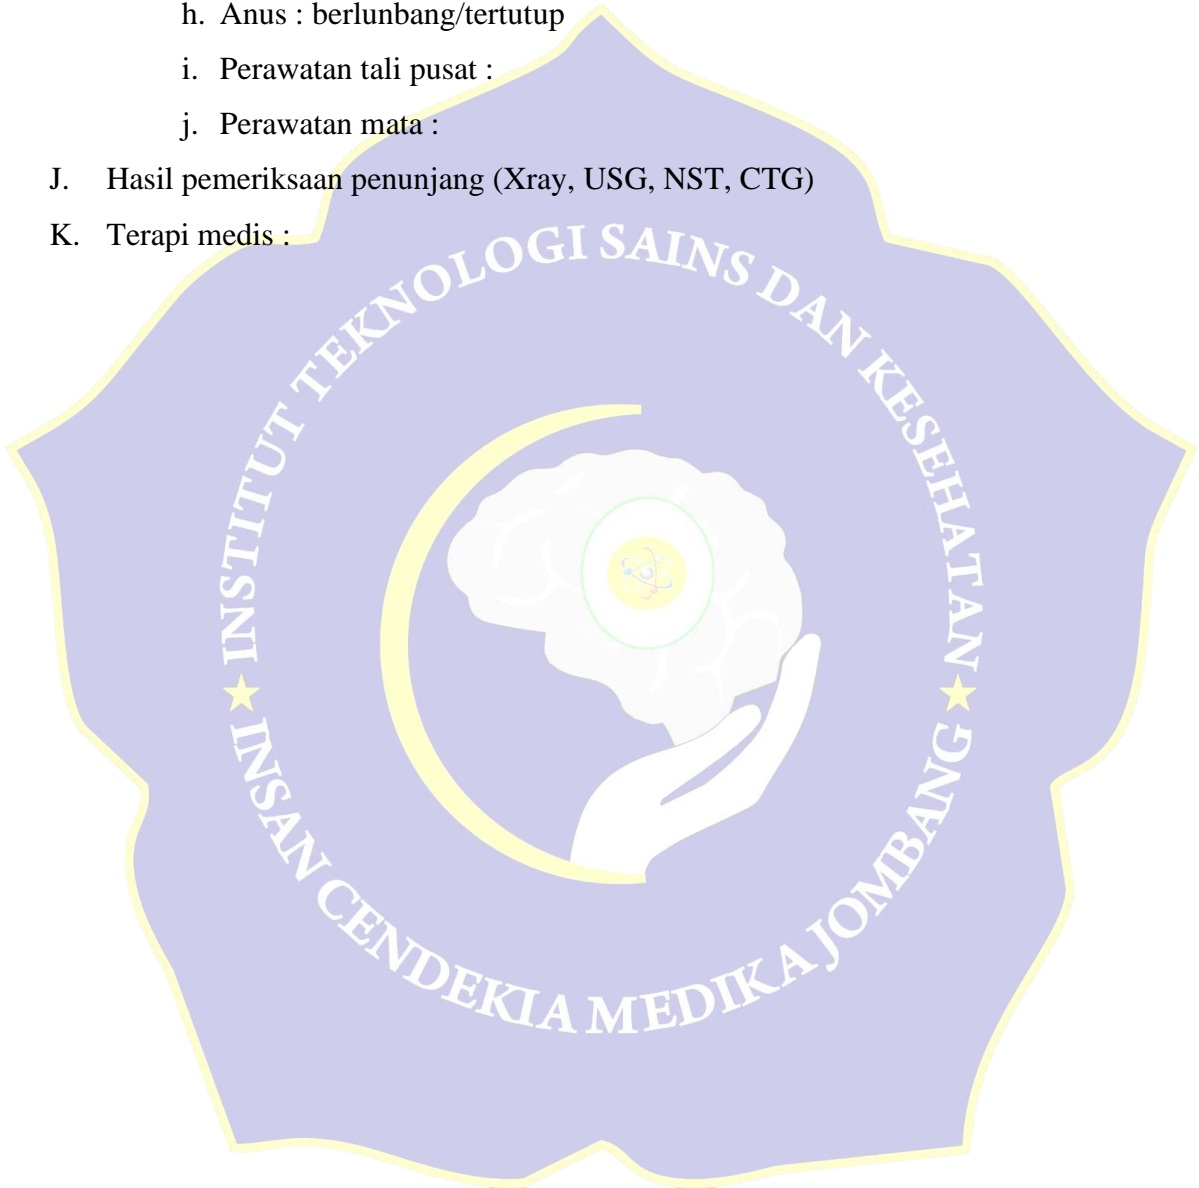 h. Anus : berlunbang/tertutup
i. Perawatan tali pusat :
j. Perawatan mata :
J. Hasil pemeriksaan penunjang (Xray, USG, NST, CTG)
K. Terapi medis :
INSTITUT TEKNOLOGI SAINS DAN KESEHATAN
INSAN CENDEKIA MEDIKA JOMBANG